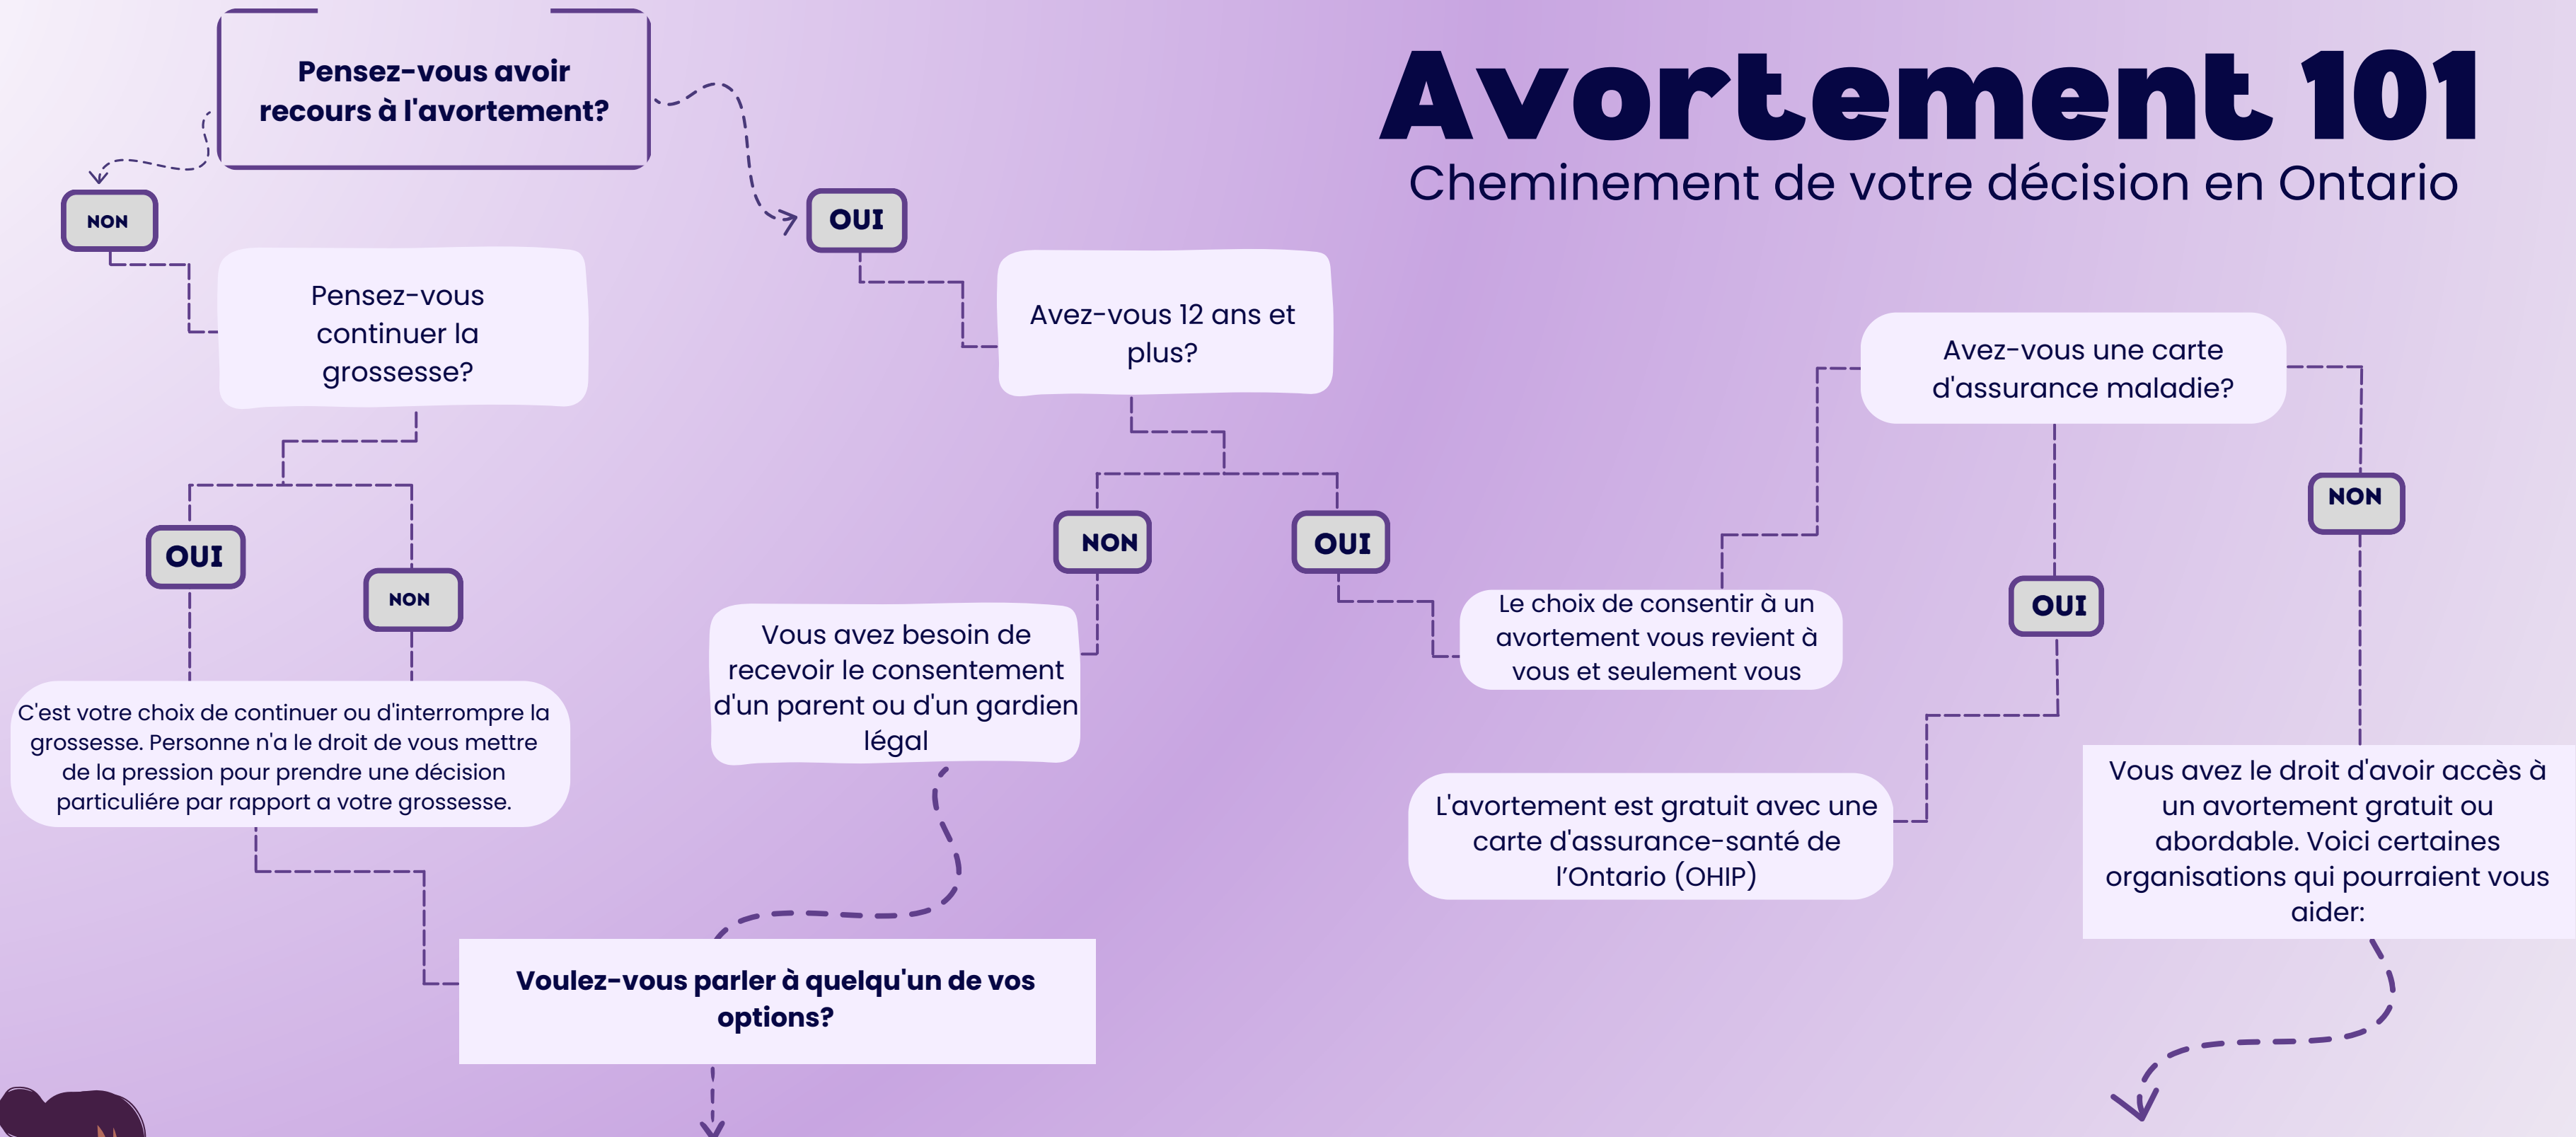 Avortement 101
Cheminement de votre décision en Ontario
Pensez-vous avoir
recours à l'avortement?
NON
OUI
Pensez-vous
continuer la
grossesse?
OUI
NON
C'est votre choix de continuer ou d'interrompre la
grossesse. Personne n'a le droit de vous mettre
de la pression pour prendre une décision
particuliére par rapport a votre grossesse.
Avez-vous 12 ans et
plus?
NON
OUI
Vous avez besoin de
recevoir le consentement
d'un parent ou d'un gardien
légal
Voulez-vous parler à quelqu'un de vos
options?
Le choix de consentir à un
avortement vous revient à
vous et seulement vous
Avez-vous une carte
d'assurance maladie?
OUI
NON
L'avortement est gratuit avec une
carte d'assurance-santé de
l’Ontario (OHIP)
Vous avez le droit d'avoir accès à
un avortement gratuit ou
abordable. Voici certaines
organisations qui pourraient vous
aider: